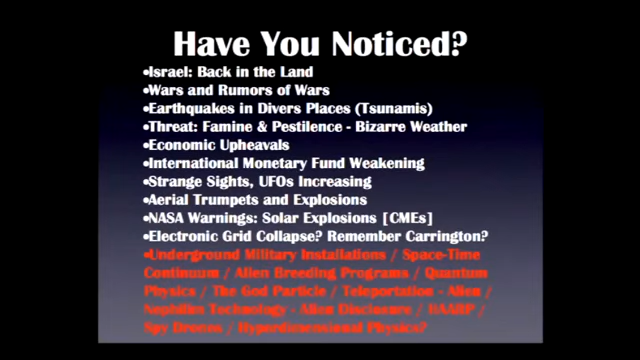 Have You Noticed?
•Israel: Back in the Land
•Wars and Rumors of Wars
•Earthquakes in Divers Places (Tsunamis)
•Threat: Famine & Pestilence - Bizarre Weather
•Economic Upheavals
•International Monetary Fund Weakening
•Strange Sights, UFOs Increasing
•Aerial Trumpets and Explosions
•NASA Warnings: Solar Explosions [CMEs]
•Electronic Grid Collapse? Remember Carrington?
•Underground Military Installations / Space-Time
Continuum / Alien Breeding Programs / Quantum
Physics / The God Particle / Teleportation - Alien /
Nephilim Technology - Alien Disclosure / HAARP /
Spy Drones / Hyperdimensional Physics?